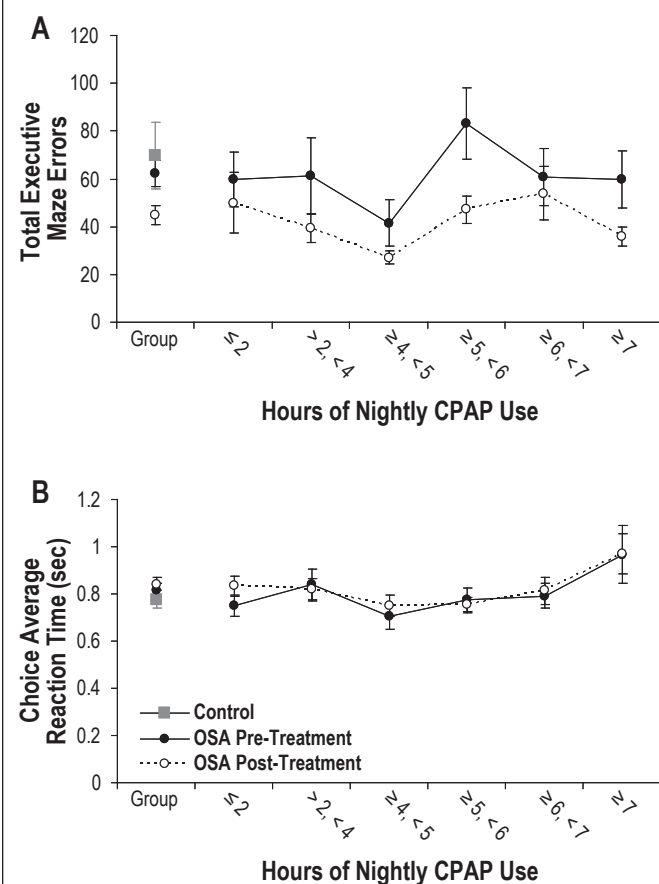 A
Total Executive
Maze Errors
120
100
80
60
40
20
0
Group
≤ 2
> 2, < 4
≥ 4, < 5
≥ 5, < 6
≥ 6, < 7
≥ 7
Hours of Nightly CPAP Use
B
Choice Average
Reaction Time (sec)
1.2
1
0.8
0.6
0.4
0.2
0
Control
OSA Pre-Treatment
OSA Post-Treatment
Group
≤ 2
> 2, < 4
≥ 4, < 5
≥ 5, < 6
≥ 6, < 7
≥ 7
Hours of Nightly CPAP Use